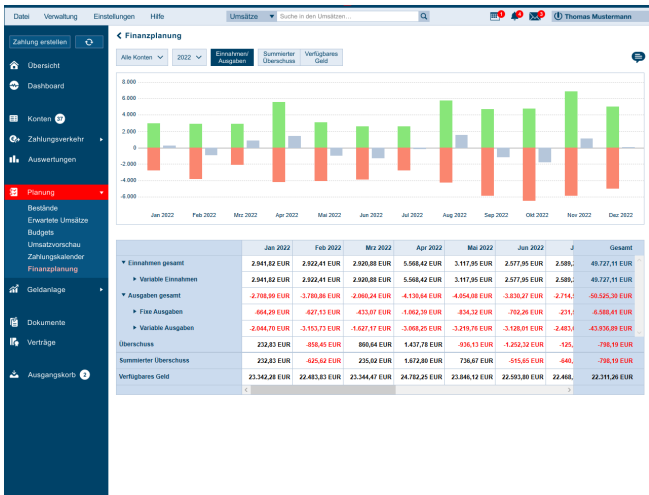 Datei Verwaltung Einstellungen Hilfe Umsätze Suche in den Umsätzen... 1 4 3 Thomas Mustermann
Zahlung erstellen
Übersicht
Dashboard
Konten 37
Zahlungsverkehr
Auswertungen
Planung
Bestände
Erwartete Umsätze
Budgets
Umsatzvorschau
Zahlungskalender
Finanzplanung
Geldanlage
Dokumente
Verträge
Ausgangskorb 2
Finanzplanung
Alle Konten 2022 Einnahmen/ Ausgaben Summierter Überschuss Verfügbares Geld
8.000
6.000
4.000
2.000
0
-2.000
-4.000
-6.000
Jan 2022 Feb 2022 Mrz 2022 Apr 2022 Mai 2022 Jun 2022 Jul 2022 Aug 2022 Sep 2022 Okt 2022 Nov 2022 Dez 2022
Jan 2022 Feb 2022 Mrz 2022 Apr 2022 Mai 2022 Jun 2022 J Gesamt
Einnahmen gesamt 2.941,82 EUR 2.922,41 EUR 2.920,88 EUR 5.568,42 EUR 3.117,95 EUR 2.577,95 EUR 2.589, 49.727,11 EUR
Variable Einnahmen 2.941,82 EUR 2.922,41 EUR 2.920,88 EUR 5.568,42 EUR 3.117,95 EUR 2.577,95 EUR 2.589, 49.727,11 EUR
Ausgaben gesamt -2.708,99 EUR -3.780,86 EUR -2.060,24 EUR -4.130,64 EUR -4.054,08 EUR -3.830,27 EUR -2.714, -50.525,30 EUR
Fixe Ausgaben -664,29 EUR -627,13 EUR -433,07 EUR -1.062,39 EUR -834,32 EUR -702,26 EUR -231, -6.588,41 EUR
Variable Ausgaben -2.044,70 EUR -3.153,73 EUR -1.627,17 EUR -3.068,25 EUR -3.219,76 EUR -3.128,01 EUR -2.483, -43.936,89 EUR
Überschuss 232,83 EUR -858,45 EUR 860,64 EUR 1.437,78 EUR -936,13 EUR -1.252,32 EUR -125, -798,19 EUR
Summierter Überschuss 232,83 EUR -625,62 EUR 235,02 EUR 1.672,80 EUR 736,67 EUR -515,65 EUR -640, -798,19 EUR
Verfügbares Geld 23.342,28 EUR 22.483,83 EUR 23.344,47 EUR 24.782,25 EUR 23.846,12 EUR 22.593,80 EUR 22.468, 22.311,26 EUR